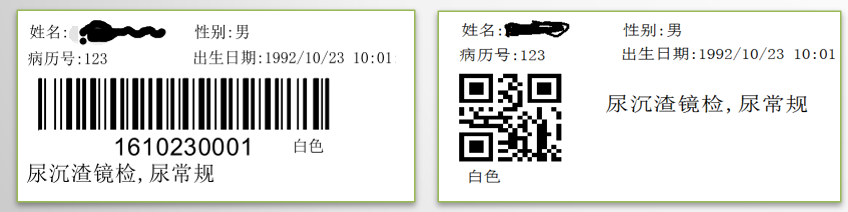 姓名: 性别:男
病历号:123 出生日期:1992/10/23 10:01:
1610230001 白色
尿沉渣镜检,尿常规
姓名: 性别:男
病历号:123 出生日期:1992/10/23 10:01
尿沉渣镜检,尿常规
白色